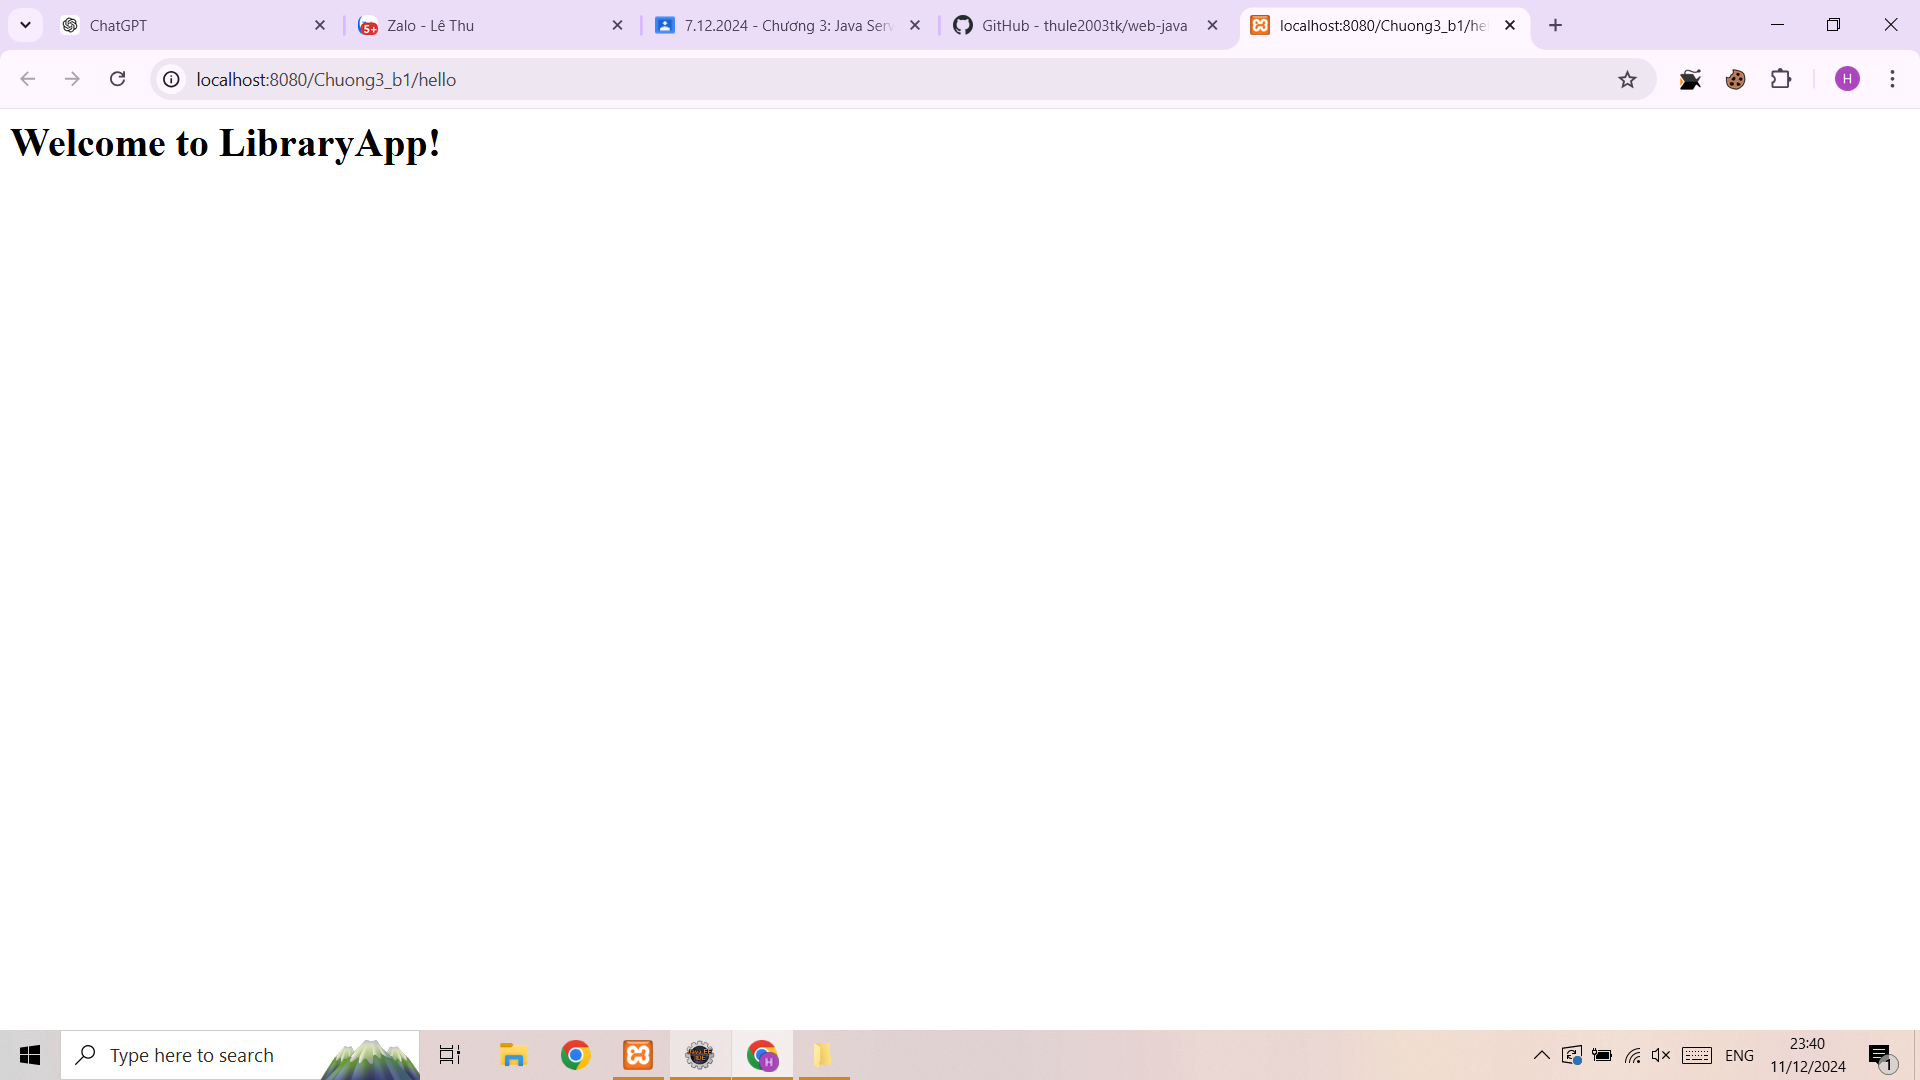 ChatGPT
Zalo - Lê Thu
5+
7.12.2024 - Chương 3: Java Serv
GitHub - thule2003tk/web-java
localhost:8080/Chuong3_b1/hel
localhost:8080/Chuong3_b1/hello
H
Welcome to LibraryApp!
Type here to search
H
ENG
23:40
11/12/2024
1